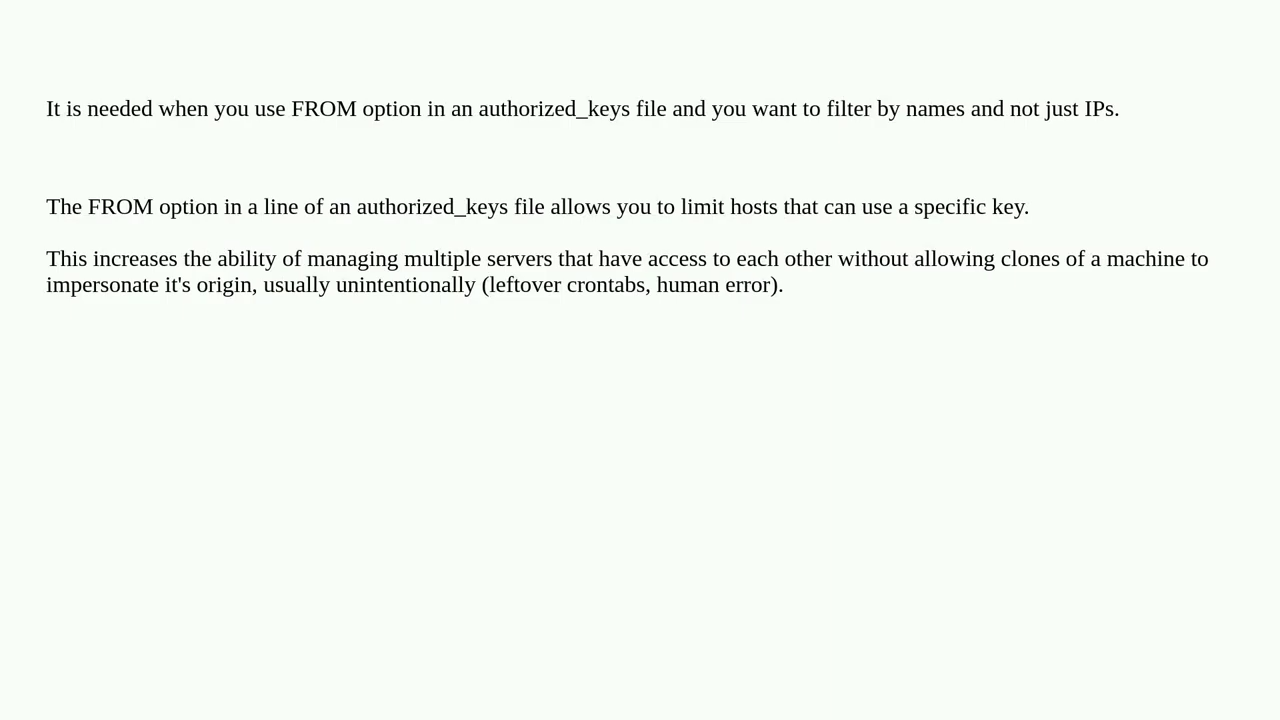 It is needed when you use FROM option in an authorized_keys file and you want to filter by names and not just IPs.
The FROM option in a line of an authorized_keys file allows you to limit hosts that can use a specific key.
This increases the ability of managing multiple servers that have access to each other without allowing clones of a machine to
impersonate it's origin, usually unintentionally (leftover crontabs, human error).